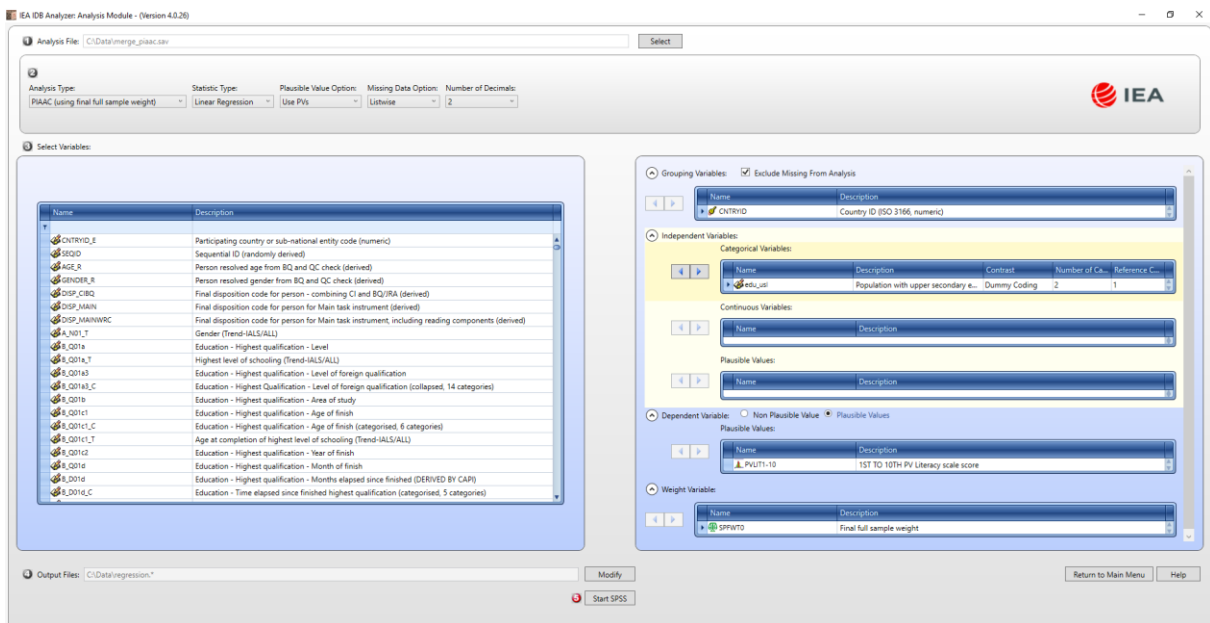 IEA IDB Analyzer: Analysis Module - (Version 4.0.26)
1 Analysis File: C:\Data\merge_piaac.sav Select
2
Analysis Type: Statistic Type: Plausible Value Option: Missing Data Option: Number of Decimals:
PIAAC (using final full sample weight) Linear Regression Use PVs Listwise 2
IEA
3 Select Variables:
Name Description
CNTRYID_E Participating country or sub-national entity code (numeric)
SEQID Sequential ID (randomly derived)
AGE_R Person resolved age from BQ and QC check (derived)
GENDER_R Person resolved gender from BQ and QC check (derived)
DISP_CIBQ Final disposition code for person - combining CI and BQ/JRA (derived)
DISP_MAIN Final disposition code for person for Main task instrument (derived)
DISP_MAINWRC Final disposition code for person for Main task instrument, including reading components (derived)
A_N01_T Gender (Trend-IALS/ALL)
B_Q01a Education - Highest qualification - Level
B_Q01a_T Highest level of schooling (Trend-IALS/ALL)
B_Q01a3 Education - Highest qualification - Level of foreign qualification
B_Q01a3_C Education - Highest Qualification - Level of foreign qualification (collapsed, 14 categories)
B_Q01b Education - Highest qualification - Area of study
B_Q01c1 Education - Highest qualification - Age of finish
B_Q01c1_C Education - Highest qualification - Age of finish (categorised, 6 categories)
B_Q01c1_T Age at completion of highest level of schooling (Trend-IALS/ALL)
B_Q01c2 Education - Highest qualification - Year of finish
B_Q01d Education - Highest qualification - Month of finish
B_D01d Education - Highest qualification - Months elapsed since finished (DERIVED BY CAPI)
B_D01d_C Education - Time elapsed since finished highest qualification (categorised, 5 categories)
Grouping Variables: Exclude Missing From Analysis
Name Description
CNTRYID Country ID (ISO 3166, numeric)
Independent Variables:
Categorical Variables:
Name Description Contrast Number of Ca... Reference C...
edu_usl Population with upper secondary e... Dummy Coding 2 1
Continuous Variables:
Name Description
Plausible Values:
Name Description
Dependent Variable: Non Plausible Value Plausible Values
Plausible Values:
Name Description
PVLIT1-10 1ST TO 10TH PV Literacy scale score
Weight Variable:
Name Description
SPFWT0 Final full sample weight
4 Output Files: C:\Data\regression.* Modify Return to Main Menu Help
5 Start SPSS